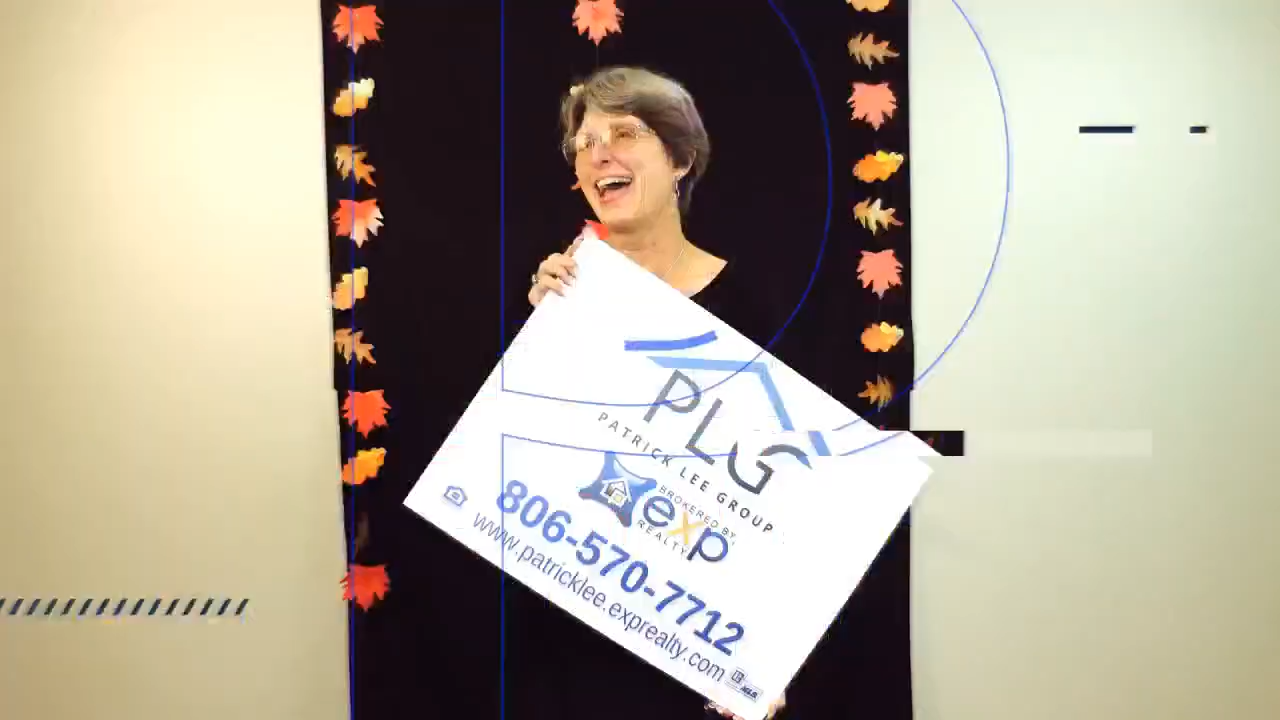 PLG
PATRICK LEE GROUP
BROKERED BY,
exp
REALTY
806-570-7712
www.patricklee.exprealty.com